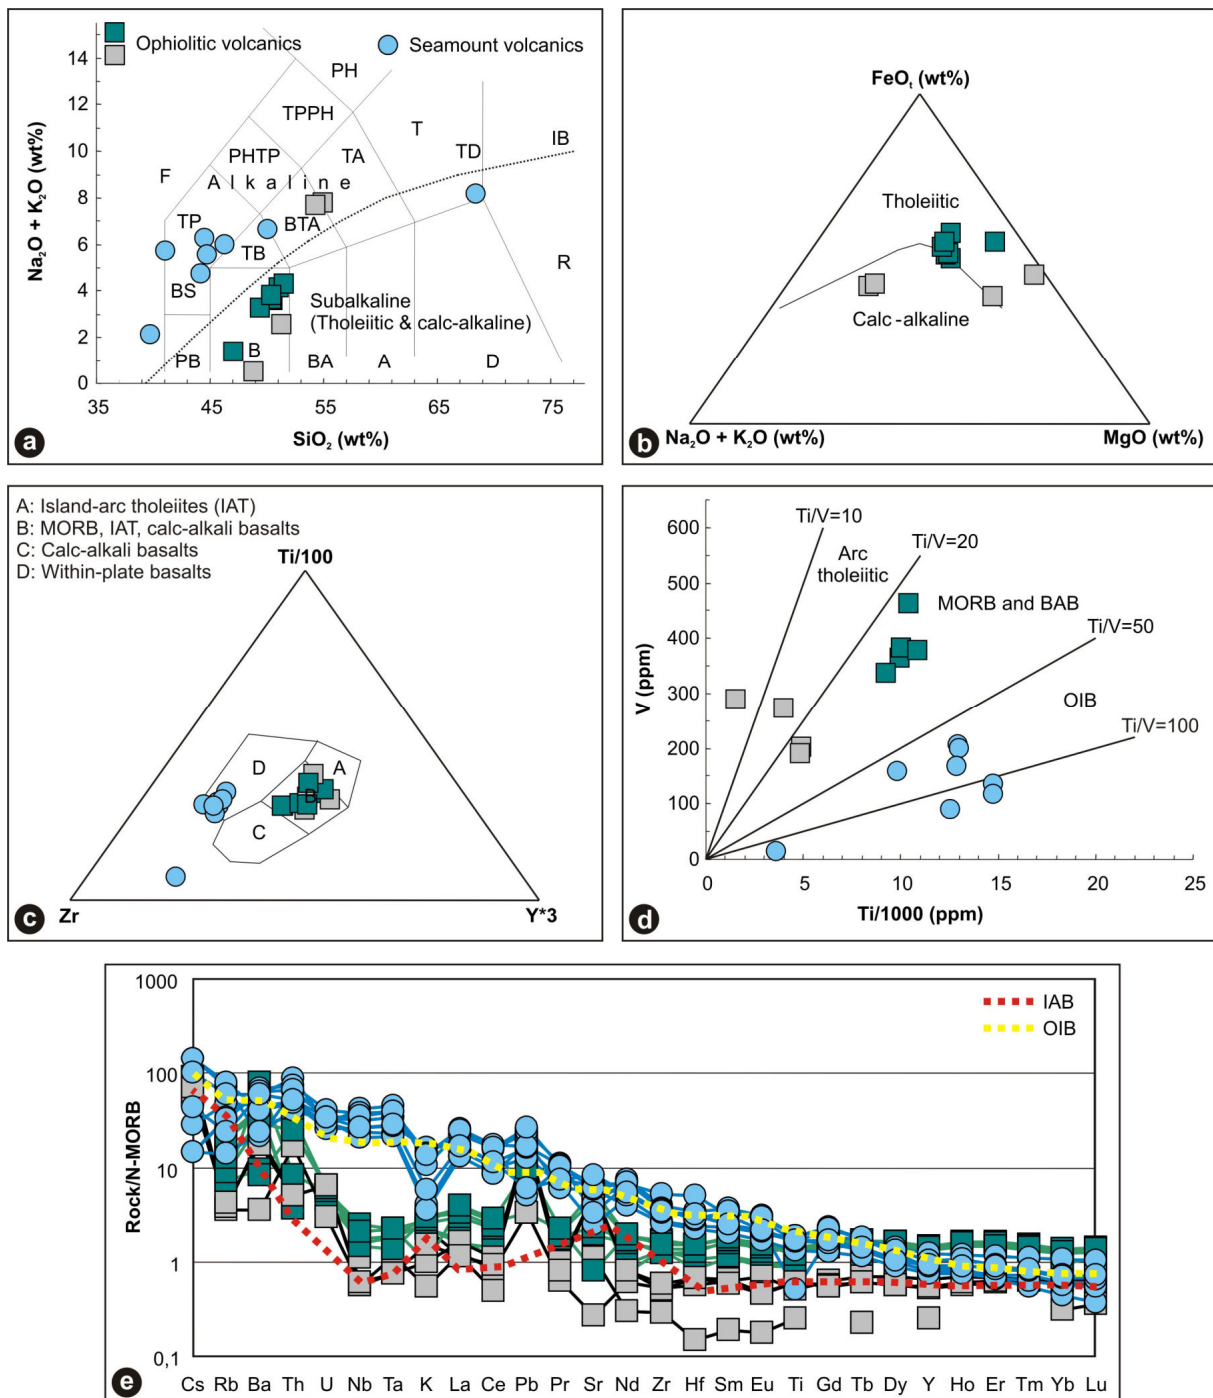 Ophiolitic volcanics
Seamount volcanics
Na₂O + K₂O (wt%)
14
12
10
8
6
4
2
0
PH
TPPH
T
IB
PHTP
TA
TD
F
Alkaline
TP
BTA
TB
BS
R
Subalkaline
(Tholeiitic & calc-alkaline)
PB
B
BA
A
D
35
45
55
65
75
SiO₂ (wt%)
a
FeOt (wt%)
Tholeiitic
Calc-alkaline
Na₂O + K₂O (wt%)
MgO (wt%)
b
A: Island-arc tholeiites (IAT)
B: MORB, IAT, calc-alkali basalts
C: Calc-alkali basalts
D: Within-plate basalts
Ti/100
D
A
B
C
Zr
Y*3
c
V (ppm)
600
500
400
300
200
100
0
Ti/V=10
Arc
tholeiitic
Ti/V=20
MORB and BAB
Ti/V=50
OIB
Ti/V=100
0
5
10
15
20
25
Ti/1000 (ppm)
d
Rock/N-MORB
1000
100
10
1
0,1
IAB
OIB
Cs Rb Ba Th U Nb Ta K La Ce Pb Pr Sr Nd Zr Hf Sm Eu Ti Gd Tb Dy Y Ho Er Tm Yb Lu
e